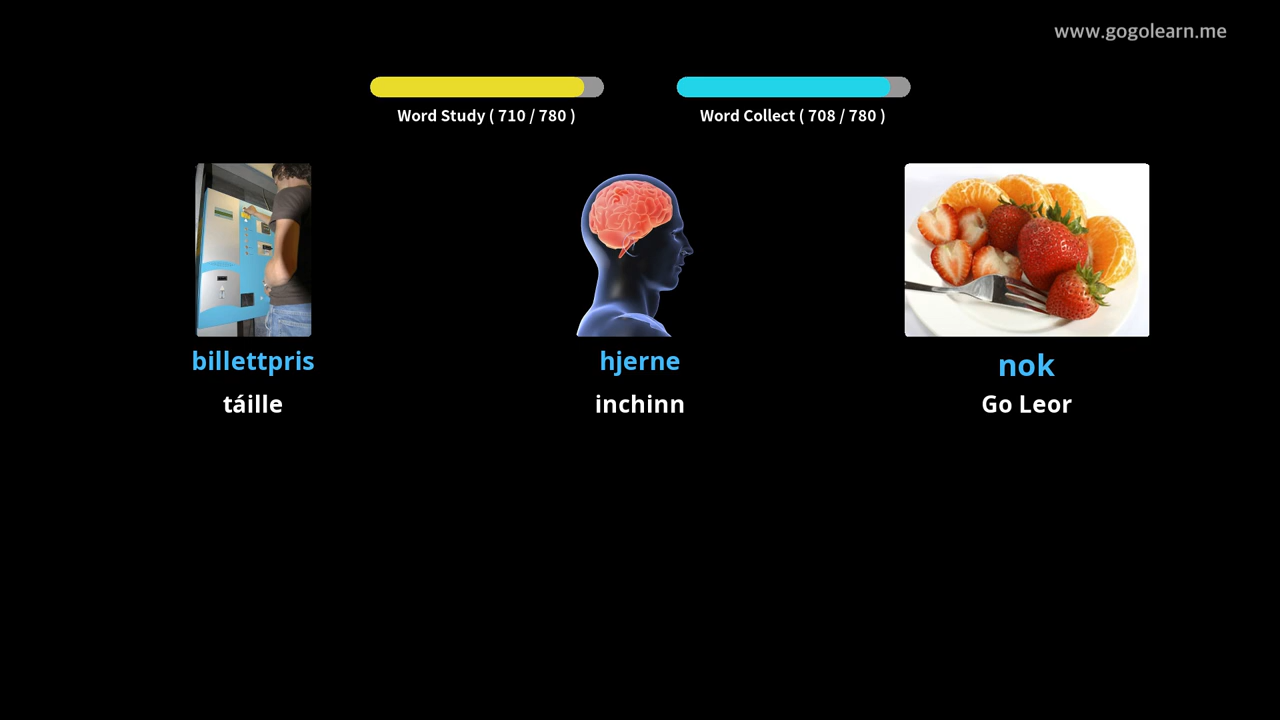 www.gogolearn.me
Word Study ( 710 / 780 )
Word Collect ( 708 / 780 )
billettpris
hjerne
nok
táille
inchinn
Go Leor